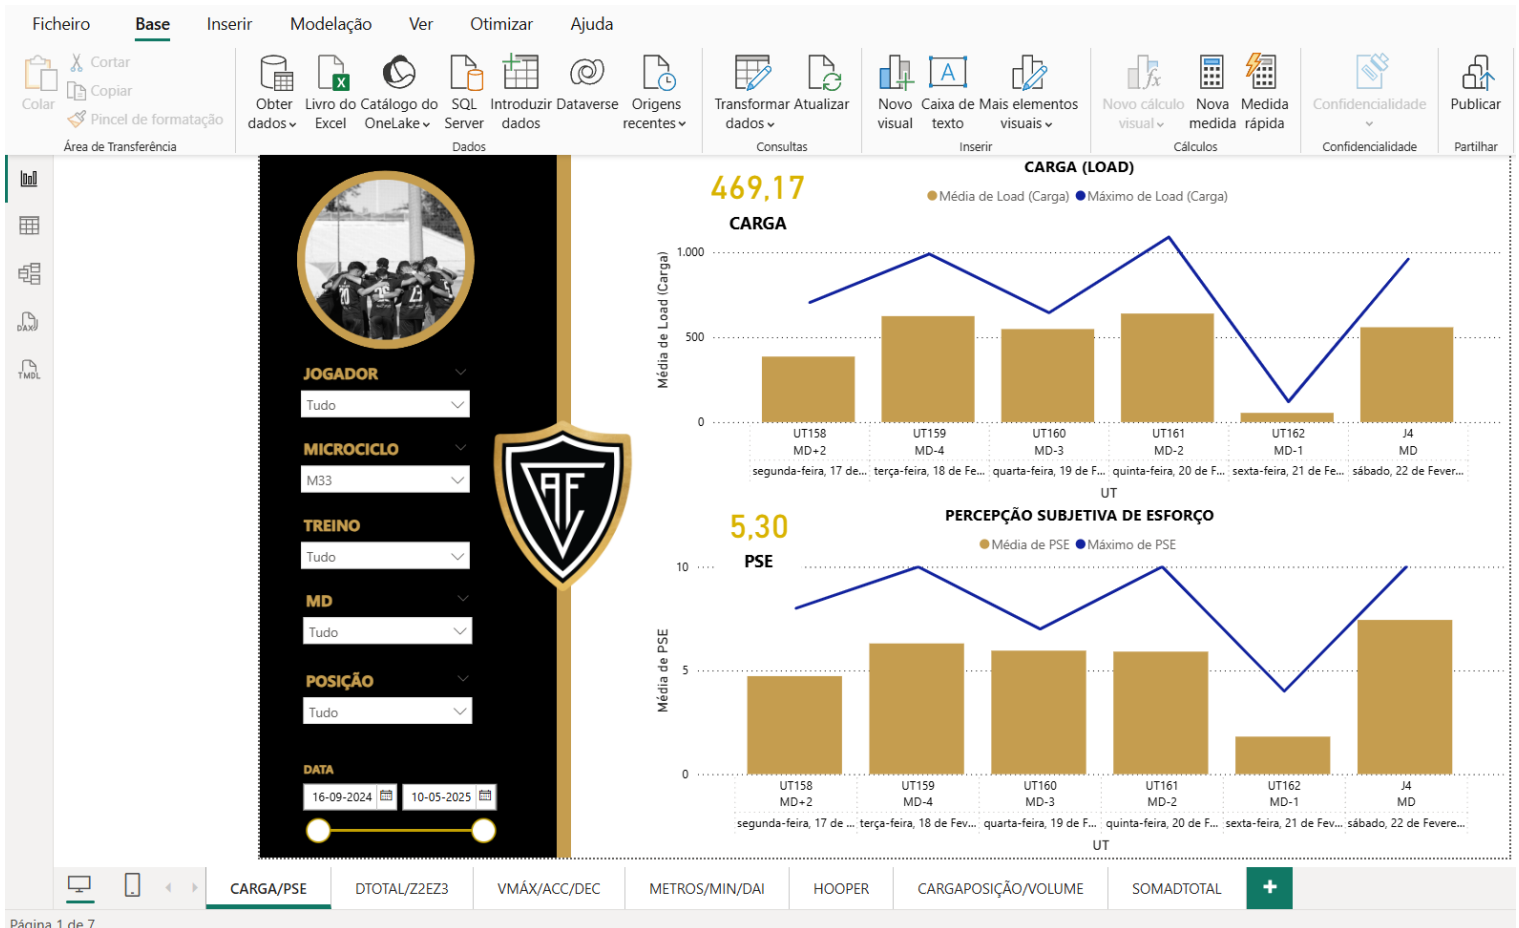 Ficheiro Base Inserir Modelação Ver Otimizar Ajuda
Colar
Cortar
Copiar
Pincel de formatação
Área de Transferência
Obter dados
Livro do Excel
Catálogo do OneLake
SQL Server
Introduzir dados
Dataverse
Origens recentes
Dados
Transformar dados
Atualizar
Consultas
Novo visual
Caixa de texto
Mais elementos visuais
Inserir
Novo cálculo visual
Nova medida
Medida rápida
Cálculos
Confidencialidade
Confidencialidade
Publicar
Partilhar
DAX
TMDL
20
23
JOGADOR
Tudo
MICROCICLO
M33
TREINO
Tudo
MD
Tudo
POSIÇÃO
Tudo
DATA
16-09-2024 10-05-2025
469,17
CARGA
CARGA (LOAD)
Média de Load (Carga) Máximo de Load (Carga)
Média de Load (Carga)
1.000
500
0
UT158 UT159 UT160 UT161 UT162 J4
MD+2 MD-4 MD-3 MD-2 MD-1 MD
segunda-feira, 17 de... terça-feira, 18 de Fe... quarta-feira, 19 de F... quinta-feira, 20 de F... sexta-feira, 21 de Fe... sábado, 22 de Fever...
UT
5,30
PSE
PERCEPÇÃO SUBJETIVA DE ESFORÇO
Média de PSE Máximo de PSE
Média de PSE
10
5
0
UT158 UT159 UT160 UT161 UT162 J4
MD+2 MD-4 MD-3 MD-2 MD-1 MD
segunda-feira, 17 de ... terça-feira, 18 de Fev... quarta-feira, 19 de F... quinta-feira, 20 de F... sexta-feira, 21 de Fev... sábado, 22 de Fevere...
UT
CARGA/PSE DTOTAL/Z2EZ3 VMÁX/ACC/DEC METROS/MIN/DAI HOOPER CARGAPOSIÇÃO/VOLUME SOMADTOTAL +
Página 1 de 7